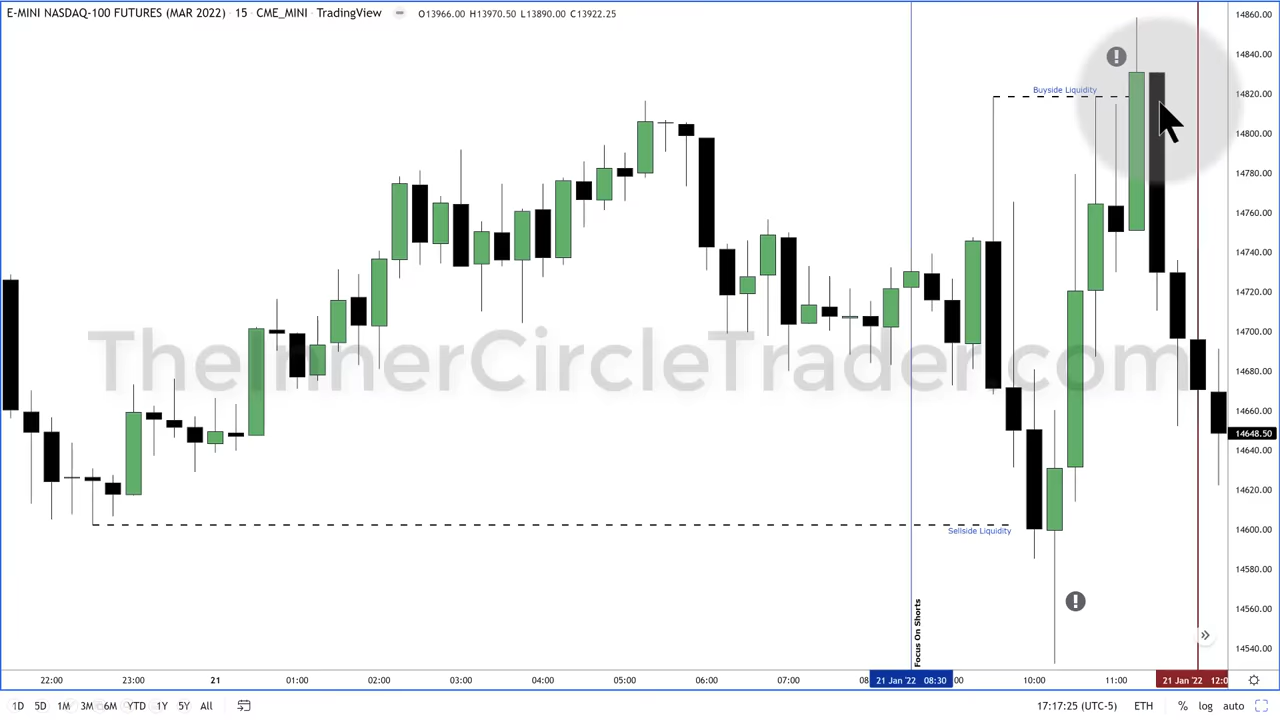 E-MINI NASDAQ-100 FUTURES (MAR 2022) · 15 · CME_MINI · TradingView O13966.00 H13970.50 L13890.00 C13922.25
14860.00
14840.00
Buyside Liquidity
14820.00
14800.00
14780.00
14760.00
14740.00
14720.00
14700.00
TheInnerCircleTrader.com
14680.00
14660.00
14648.50
14640.00
14620.00
14600.00
Sellside Liquidity
14580.00
14560.00
14540.00
Focus On Shorts
22:00 23:00 21 01:00 02:00 03:00 04:00 05:00 06:00 07:00 21 Jan '22 08:30 10:00 11:00 21 Jan '22
1D 5D 1M 3M 6M YTD 1Y 5Y All 17:17:25 (UTC-5) ETH % log auto